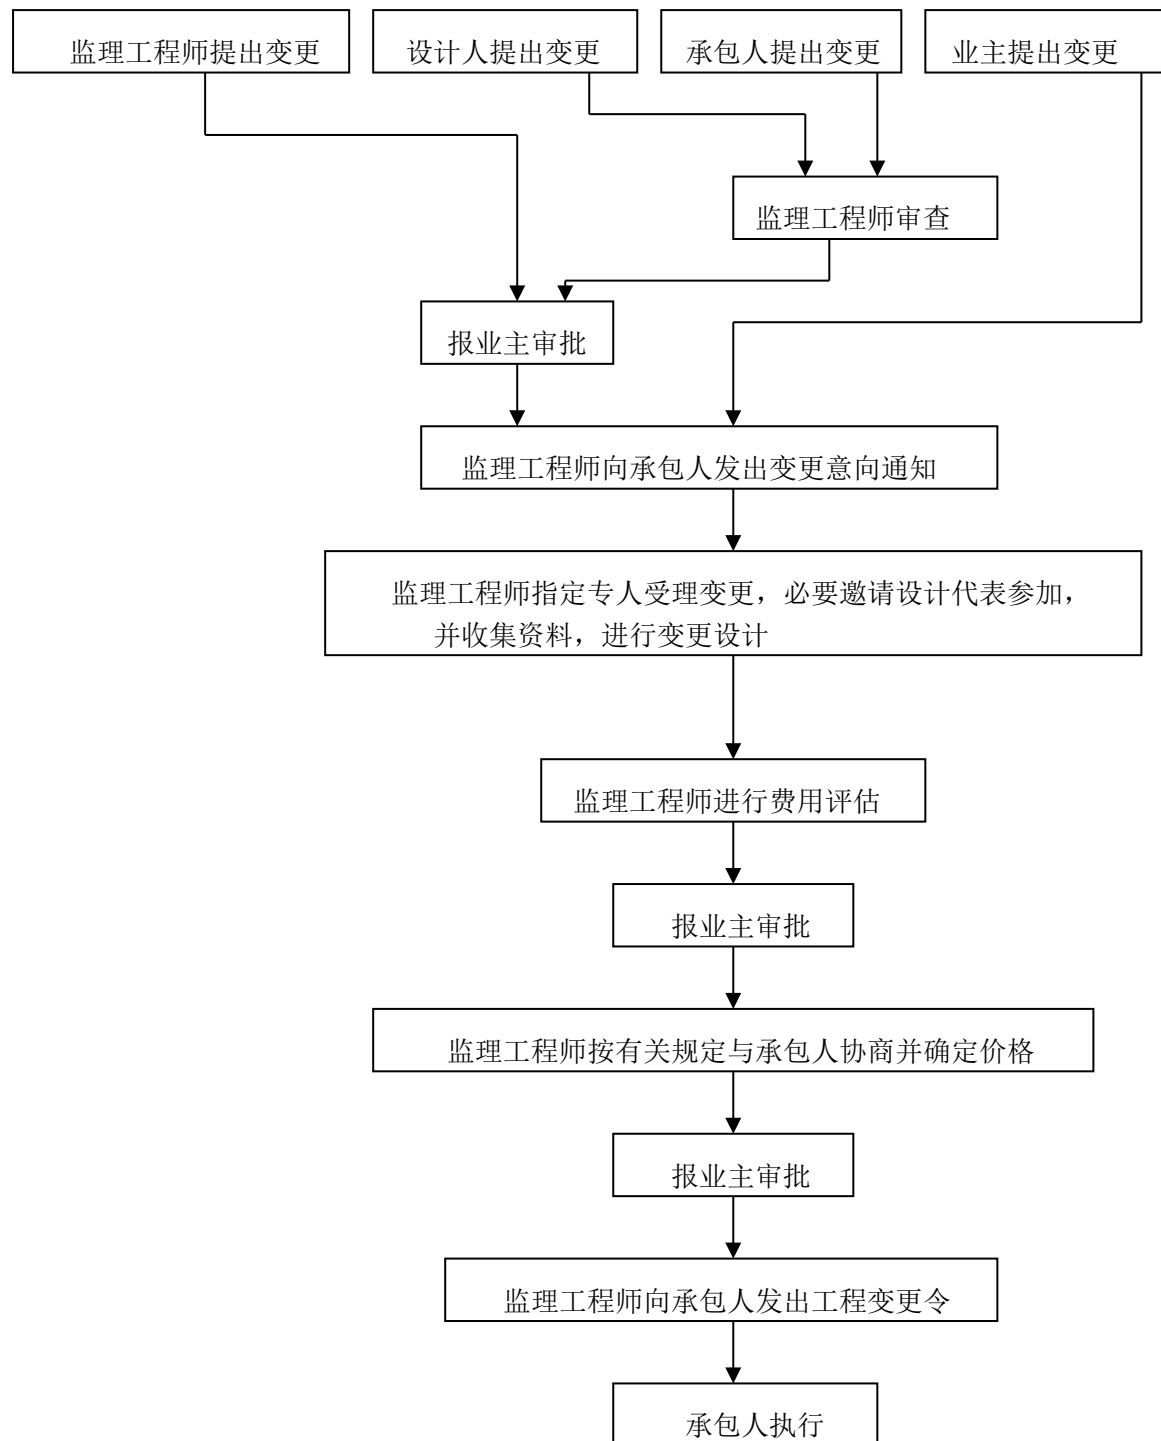 监理工程师提出变更
设计人提出变更
承包人提出变更
业主提出变更
监理工程师审查
报业主审批
监理工程师向承包人发出变更意向通知
监理工程师指定专人受理变更，必要邀请设计代表参加，
并收集资料，进行变更设计
监理工程师进行费用评估
报业主审批
监理工程师按有关规定与承包人协商并确定价格
报业主审批
监理工程师向承包人发出工程变更令
承包人执行